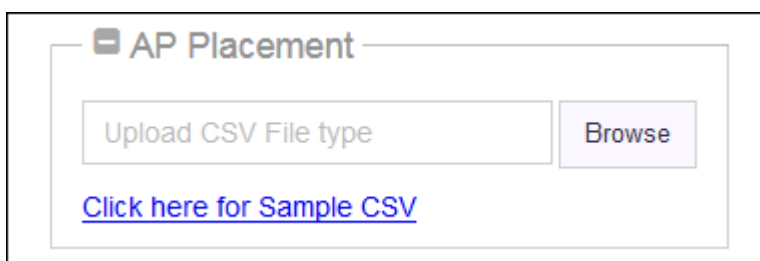 AP Placement
Upload CSV File type Browse
Click here for Sample CSV